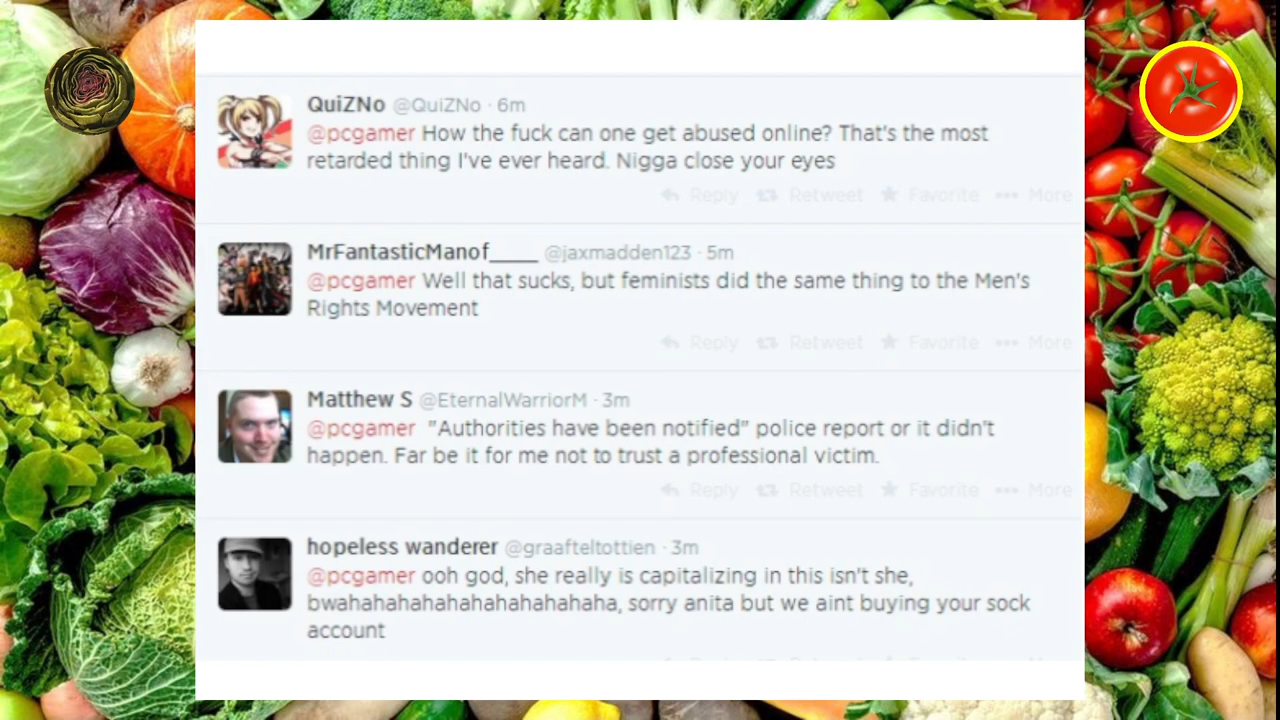 QuiZNo @QuiZNo · 6m
@pcgamer How the fuck can one get abused online? That's the most
retarded thing I've ever heard. Nigga close your eyes
Reply Retweet Favorite More
MrFantasticManof____ @jaxmadden123 · 5m
@pcgamer Well that sucks, but feminists did the same thing to the Men's
Rights Movement
Reply Retweet Favorite More
Matthew S @EternalWarriorM · 3m
@pcgamer "Authorities have been notified" police report or it didn't
happen. Far be it for me not to trust a professional victim.
Reply Retweet Favorite More
hopeless wanderer @graafteltottien · 3m
@pcgamer ooh god, she really is capitalizing in this isn't she,
bwahahahahahahahahahahaha, sorry anita but we aint buying your sock
account